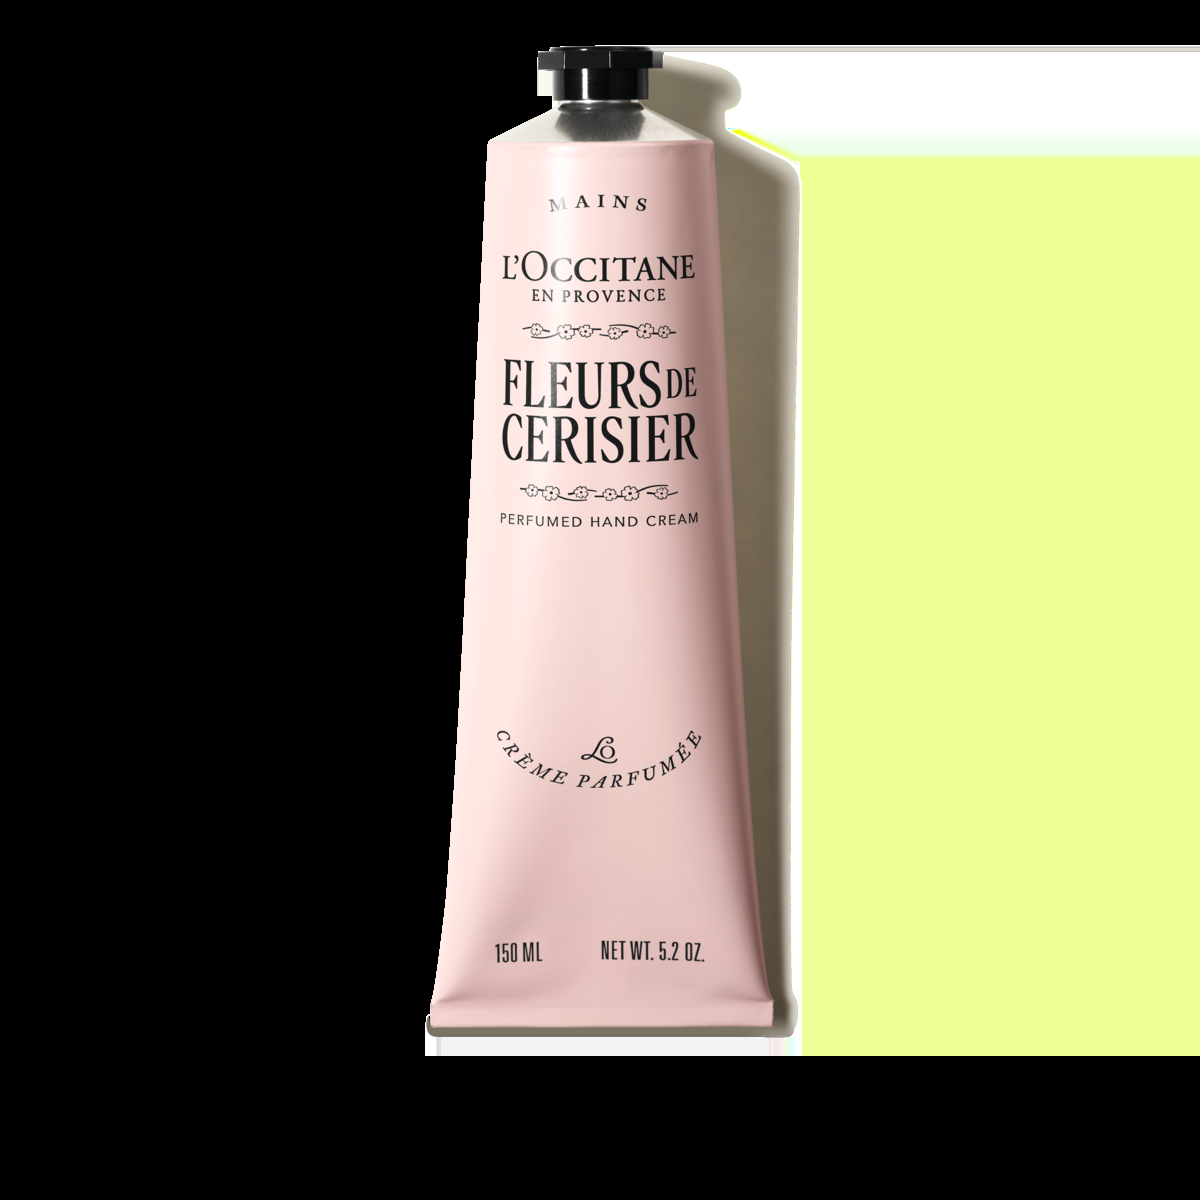 MAINS
L'OCCITANE
EN PROVENCE
FLEURS DE
CERISIER
PERFUMED HAND CREAM
LO
CRÈME PARFUMÉE
150 ML NET WT. 5.2 OZ.